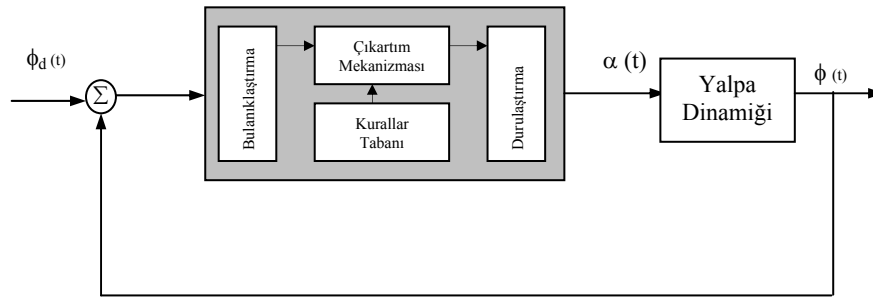 ϕd (t)
Σ
Bulanıklaştırma
Çıkartım
Mekanizması
Kurallar
Tabanı
Durulaştırma
α (t)
Yalpa
Dinamiği
ϕ (t)